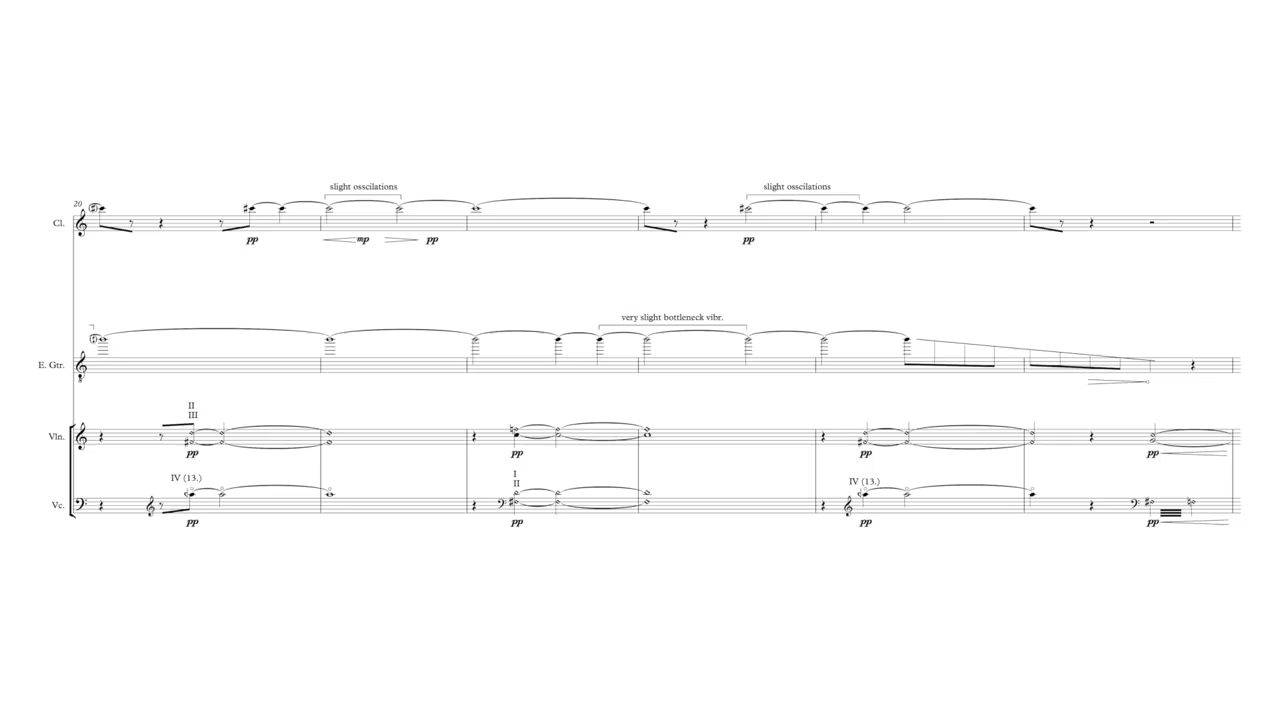 slight osscilations
slight osscilations
20
Cl.
pp
mp
pp
pp
very slight bottleneck vibr.
E. Gtr.
II
III
Vln.
pp
pp
pp
pp
IV (13.)
I
II
IV (13.)
Vc.
pp
pp
pp
pp